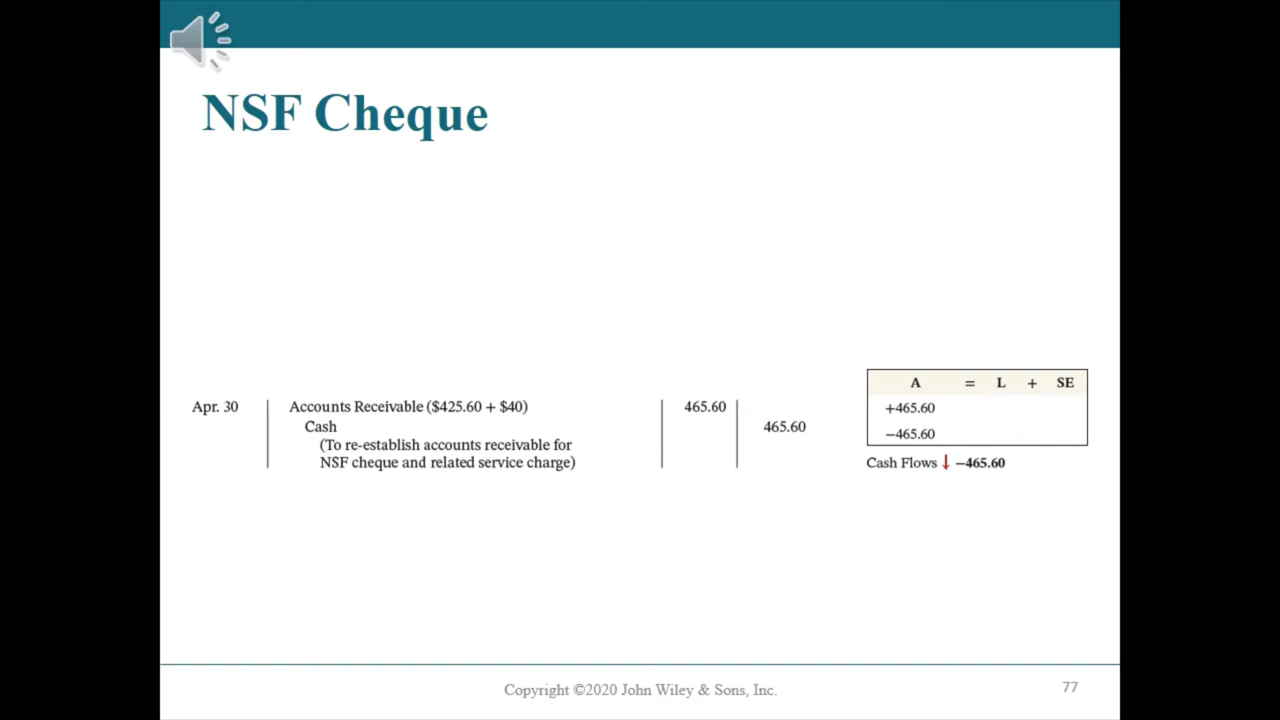 NSF Cheque
A = L + SE
Apr. 30 Accounts Receivable ($425.60 + $40) 465.60 +465.60
Cash 465.60
(To re-establish accounts receivable for −465.60
NSF cheque and related service charge) Cash Flows ↓ −465.60
Copyright ©2020 John Wiley & Sons, Inc. 77